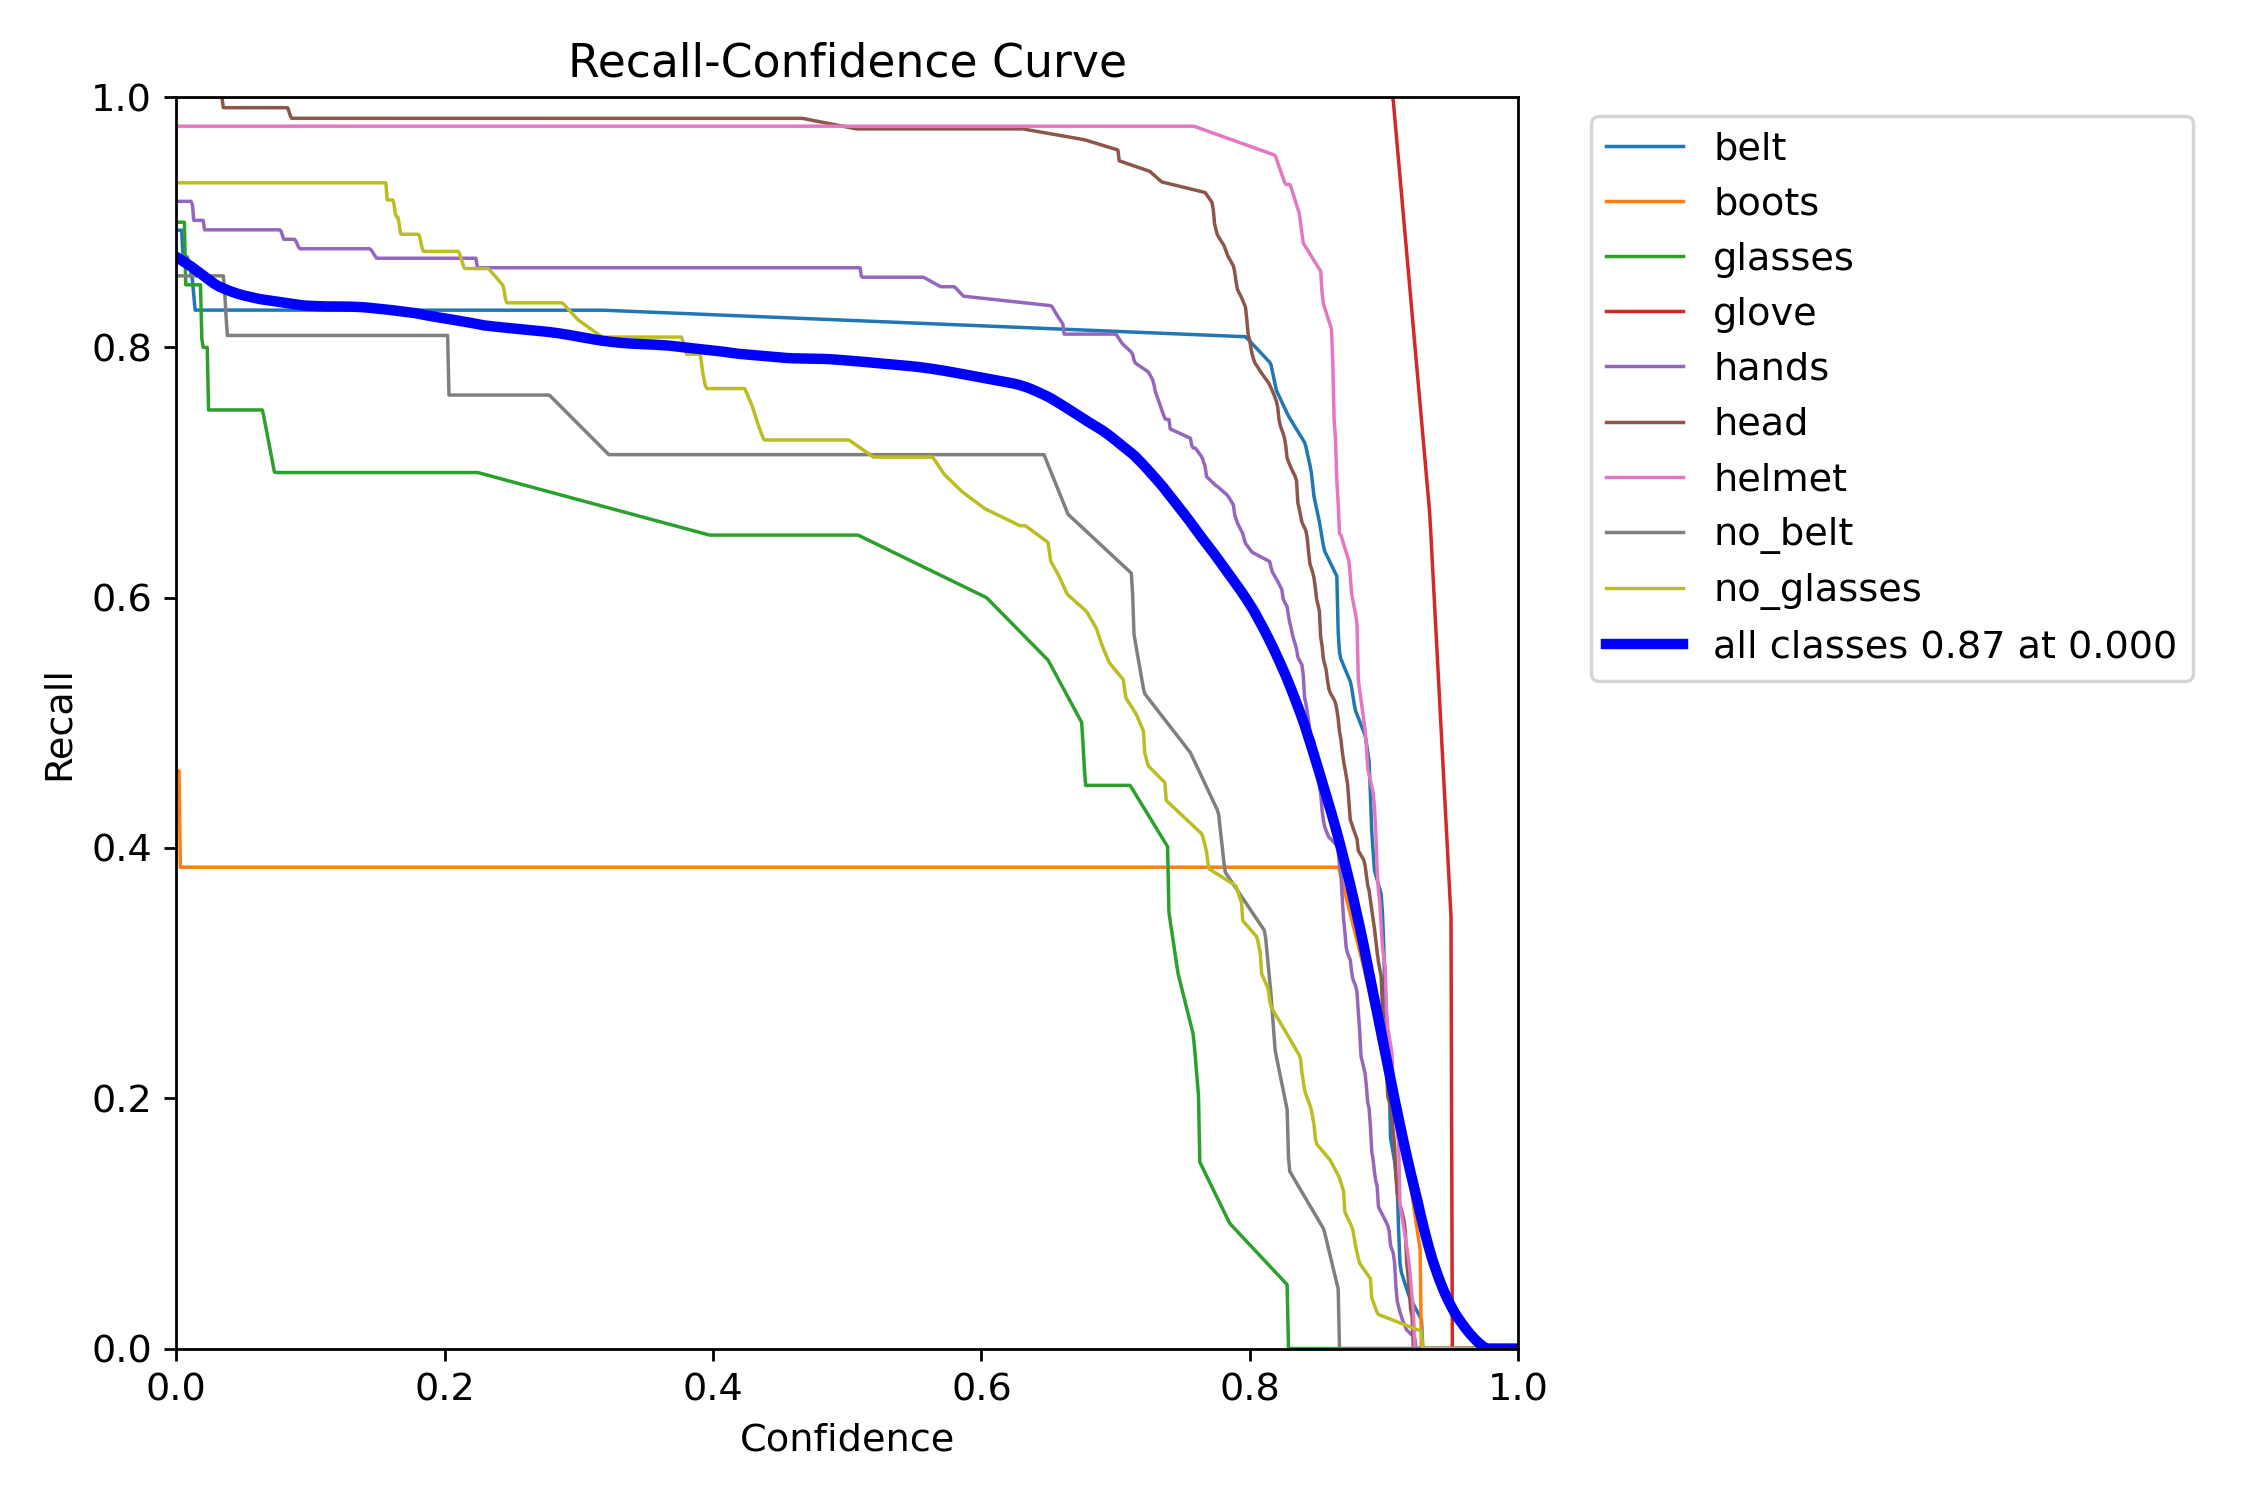 Recall-Confidence Curve
1.0
0.8
0.6
0.4
0.2
0.0
Recall
0.0 0.2 0.4 0.6 0.8 1.0
Confidence
belt
boots
glasses
glove
hands
head
helmet
no_belt
no_glasses
all classes 0.87 at 0.000